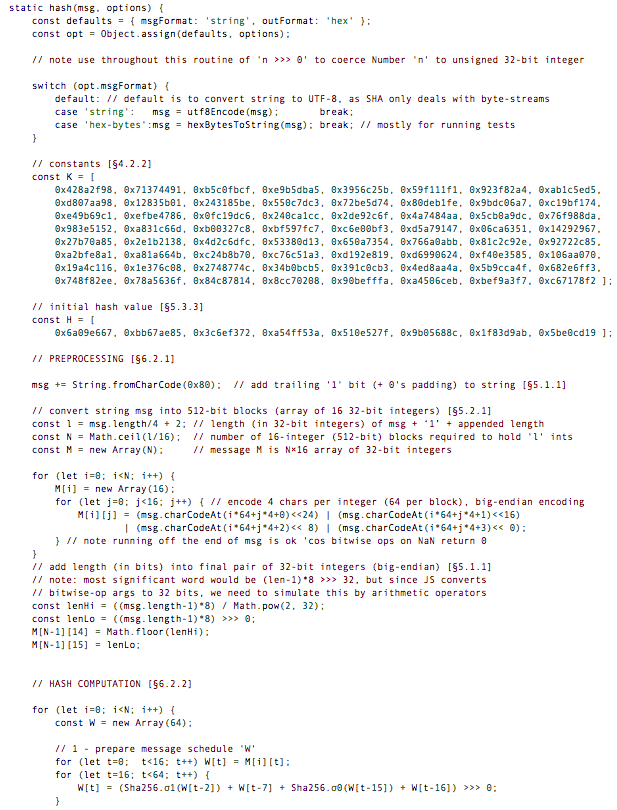 static hash(msg, options) {
const defaults = { msgFormat: 'string', outFormat: 'hex' };
const opt = Object.assign(defaults, options);
// note use throughout this routine of 'n >>> 0' to coerce Number 'n' to unsigned 32-bit integer
switch (opt.msgFormat) {
default: // default is to convert string to UTF-8, as SHA only deals with byte-streams
case 'string': msg = utf8Encode(msg); break;
case 'hex-bytes':msg = hexBytesToString(msg); break; // mostly for running tests
}
// constants [§4.2.2]
const K = [
0x428a2f98, 0x71374491, 0xb5c0fbcf, 0xe9b5dba5, 0x3956c25b, 0x59f111f1, 0x923f82a4, 0xab1c5ed5,
0xd807aa98, 0x12835b01, 0x243185be, 0x550c7dc3, 0x72be5d74, 0x80deb1fe, 0x9bdc06a7, 0xc19bf174,
0xe49b69c1, 0xefbe4786, 0x0fc19dc6, 0x240ca1cc, 0x2de92c6f, 0x4a7484aa, 0x5cb0a9dc, 0x76f988da,
0x983e5152, 0xa831c66d, 0xb00327c8, 0xbf597fc7, 0xc6e00bf3, 0xd5a79147, 0x06ca6351, 0x14292967,
0x27b70a85, 0x2e1b2138, 0x4d2c6dfc, 0x53380d13, 0x650a7354, 0x766a0abb, 0x81c2c92e, 0x92722c85,
0xa2bfe8a1, 0xa81a664b, 0xc24b8b70, 0xc76c51a3, 0xd192e819, 0xd6990624, 0xf40e3585, 0x106aa070,
0x19a4c116, 0x1e376c08, 0x2748774c, 0x34b0bcb5, 0x391c0cb3, 0x4ed8aa4a, 0x5b9cca4f, 0x682e6ff3,
0x748f82ee, 0x78a5636f, 0x84c87814, 0x8cc70208, 0x90befffa, 0xa4506ceb, 0xbef9a3f7, 0xc67178f2 ];
// initial hash value [§5.3.3]
const H = [
0x6a09e667, 0xbb67ae85, 0x3c6ef372, 0xa54ff53a, 0x510e527f, 0x9b05688c, 0x1f83d9ab, 0x5be0cd19 ];
// PREPROCESSING [§6.2.1]
msg += String.fromCharCode(0x80); // add trailing '1' bit (+ 0's padding) to string [§5.1.1]
// convert string msg into 512-bit blocks (array of 16 32-bit integers) [§5.2.1]
const l = msg.length/4 + 2; // length (in 32-bit integers) of msg + '1' + appended length
const N = Math.ceil(l/16); // number of 16-integer (512-bit) blocks required to hold 'l' ints
const M = new Array(N); // message M is N×16 array of 32-bit integers
for (let i=0; i<N; i++) {
M[i] = new Array(16);
for (let j=0; j<16; j++) { // encode 4 chars per integer (64 per block), big-endian encoding
M[i][j] = (msg.charCodeAt(i*64+j*4+0)<<24) | (msg.charCodeAt(i*64+j*4+1)<<16)
| (msg.charCodeAt(i*64+j*4+2)<< 8) | (msg.charCodeAt(i*64+j*4+3)<< 0);
} // note running off the end of msg is ok 'cos bitwise ops on NaN return 0
}
// add length (in bits) into final pair of 32-bit integers (big-endian) [§5.1.1]
// note: most significant word would be (len-1)*8 >>> 32, but since JS converts
// bitwise-op args to 32 bits, we need to simulate this by arithmetic operators
const lenHi = ((msg.length-1)*8) / Math.pow(2, 32);
const lenLo = ((msg.length-1)*8) >>> 0;
M[N-1][14] = Math.floor(lenHi);
M[N-1][15] = lenLo;
// HASH COMPUTATION [§6.2.2]
for (let i=0; i<N; i++) {
const W = new Array(64);
// 1 - prepare message schedule 'W'
for (let t=0; t<16; t++) W[t] = M[i][t];
for (let t=16; t<64; t++) {
W[t] = (Sha256.σ1(W[t-2]) + W[t-7] + Sha256.σ0(W[t-15]) + W[t-16]) >>> 0;
}